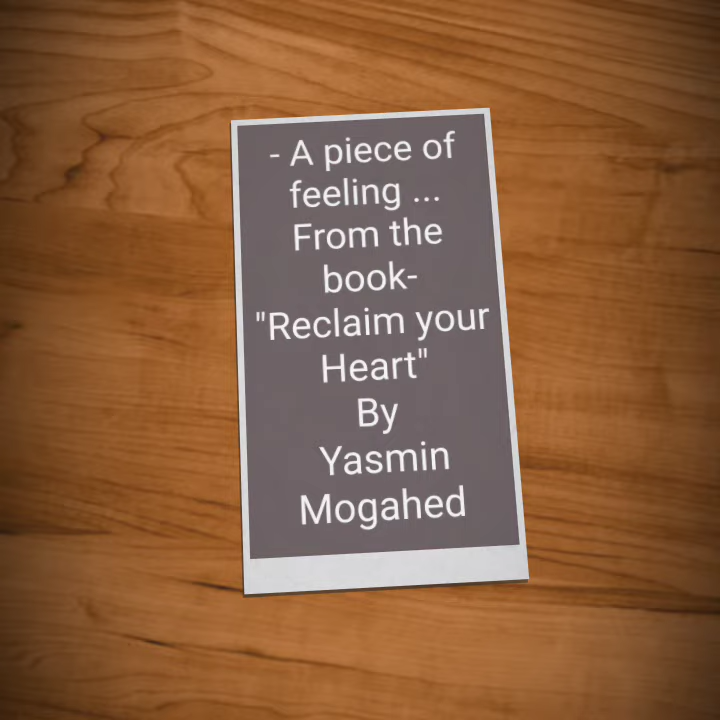 - A piece of
feeling ...
From the
book-
"Reclaim your
Heart"
By
Yasmin
Mogahed